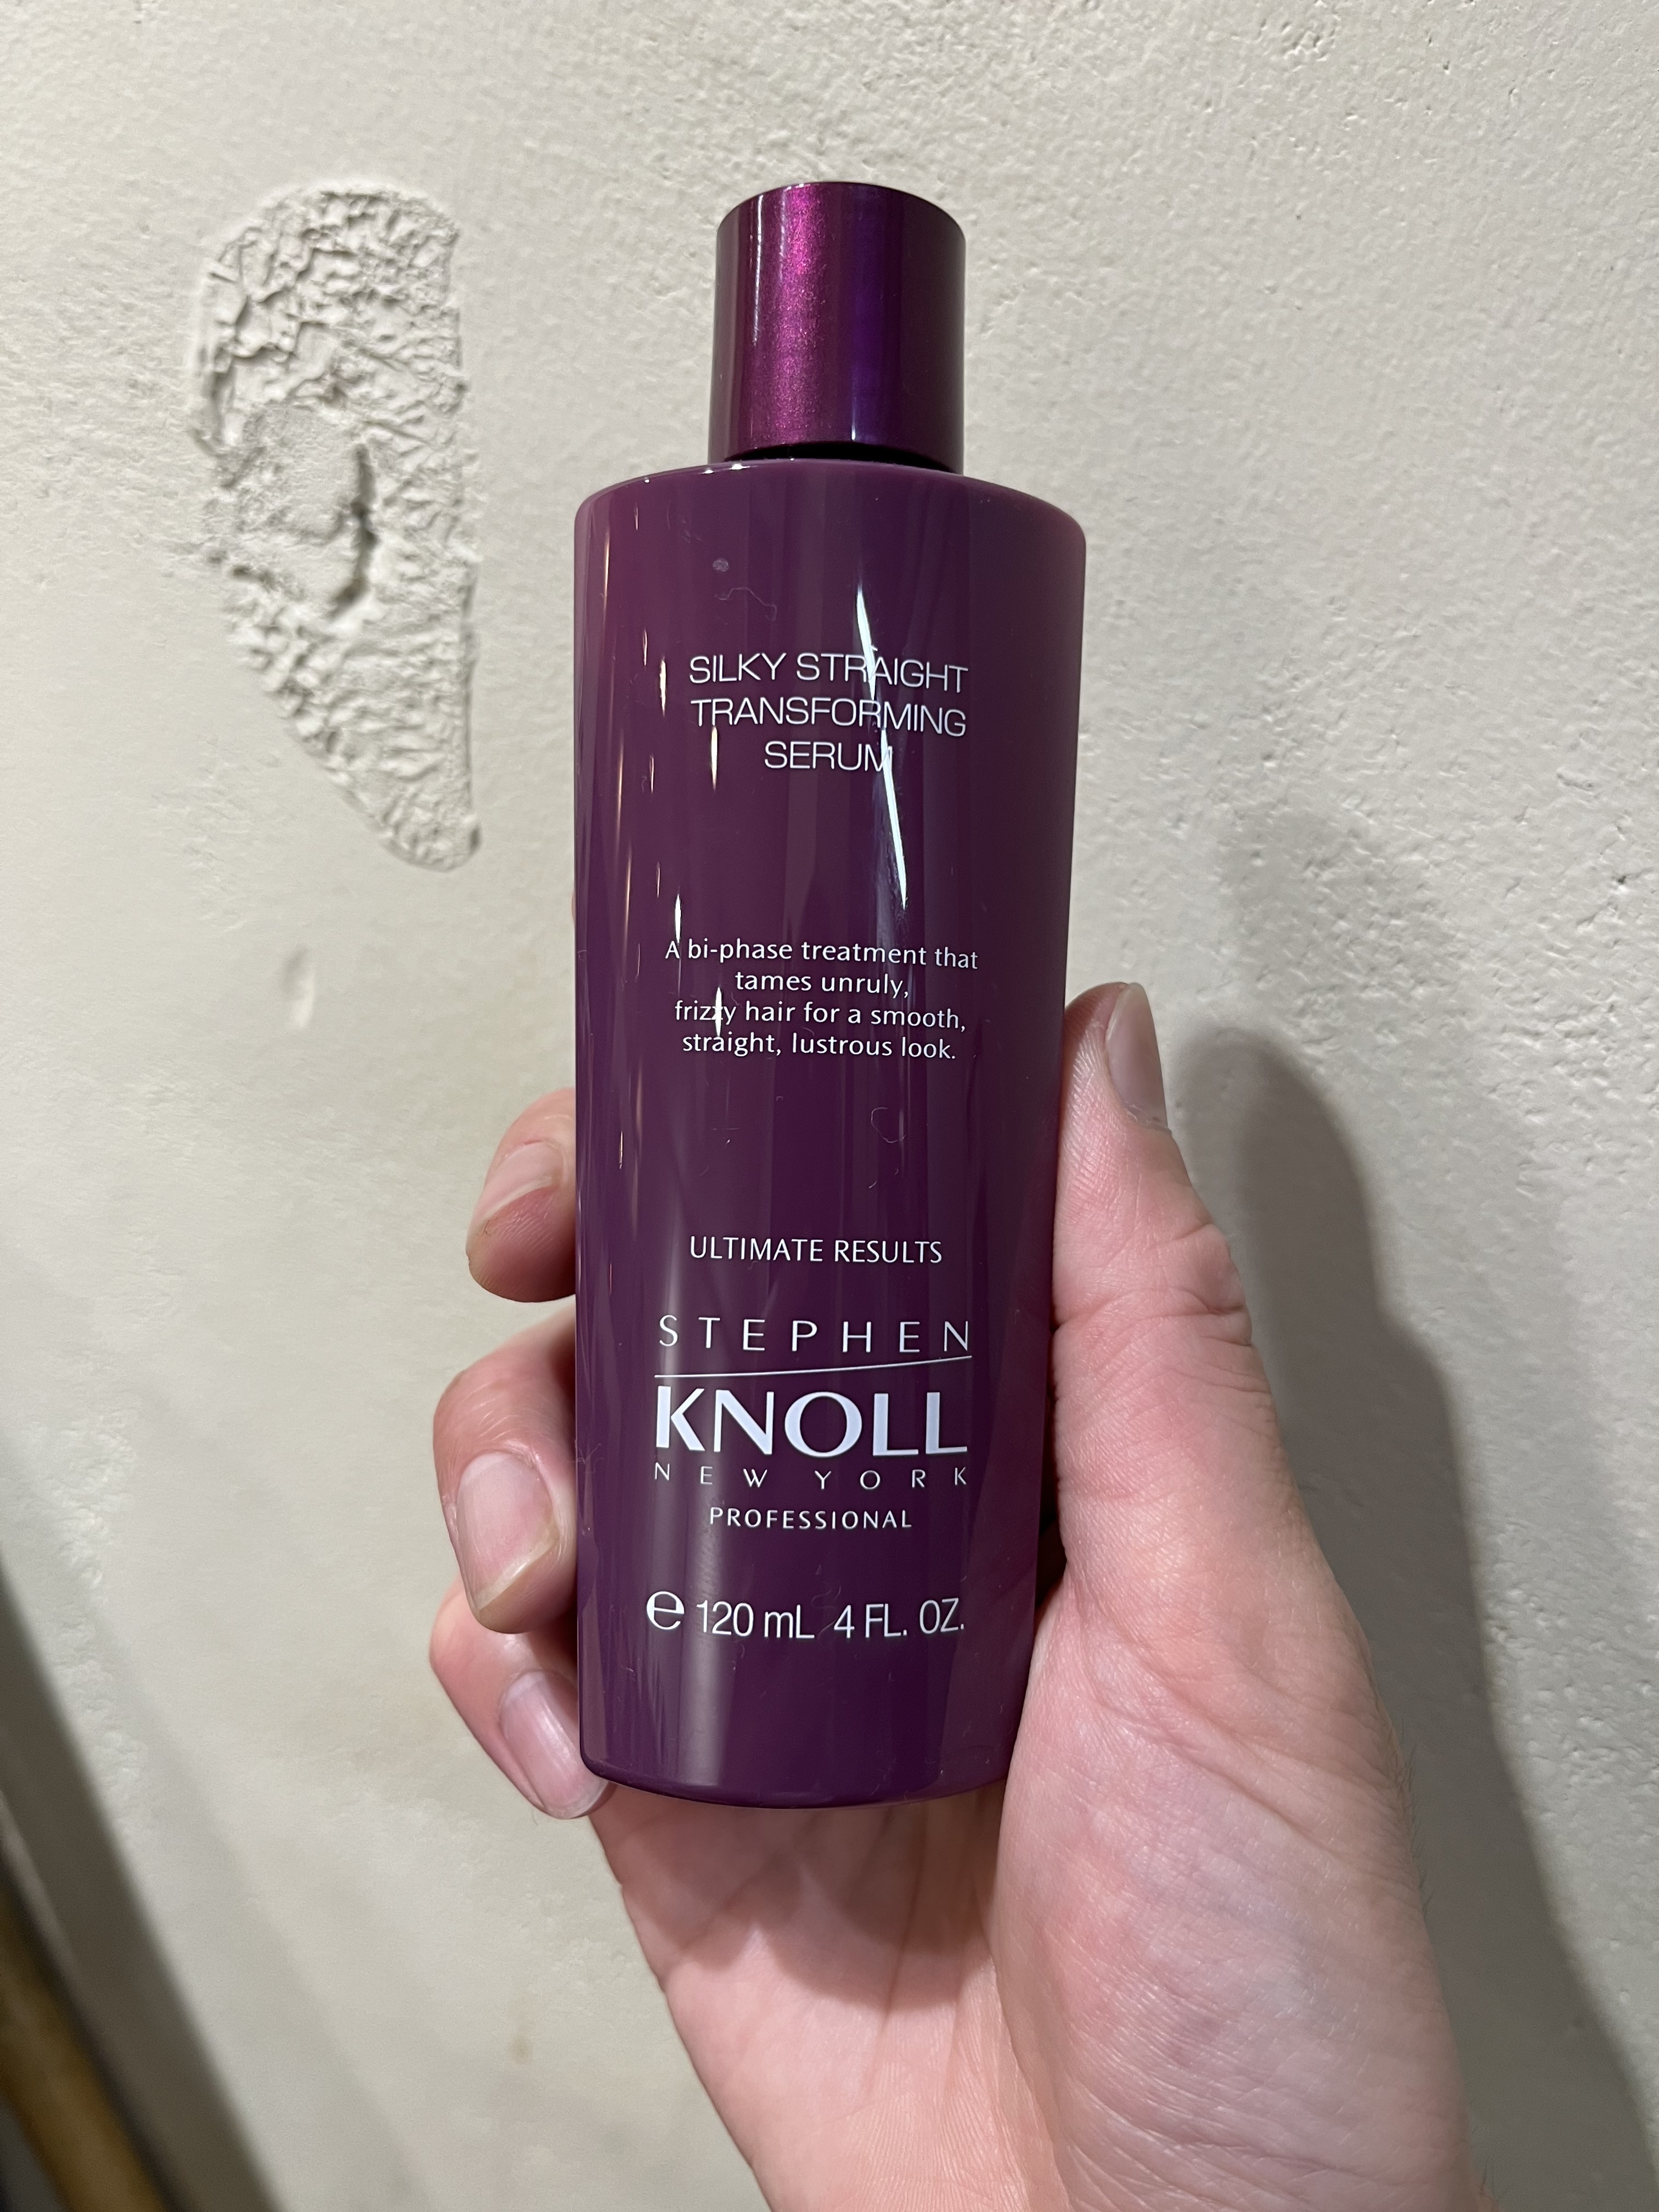 SILKY STRAIGHT
TRANSFORMING
SERUM
A bi-phase treatment that
tames unruly,
frizzy hair for a smooth,
straight, lustrous look.
ULTIMATE RESULTS
STEPHEN
KNOLL
NEW YORK
PROFESSIONAL
℮ 120 mL 4 FL. OZ.